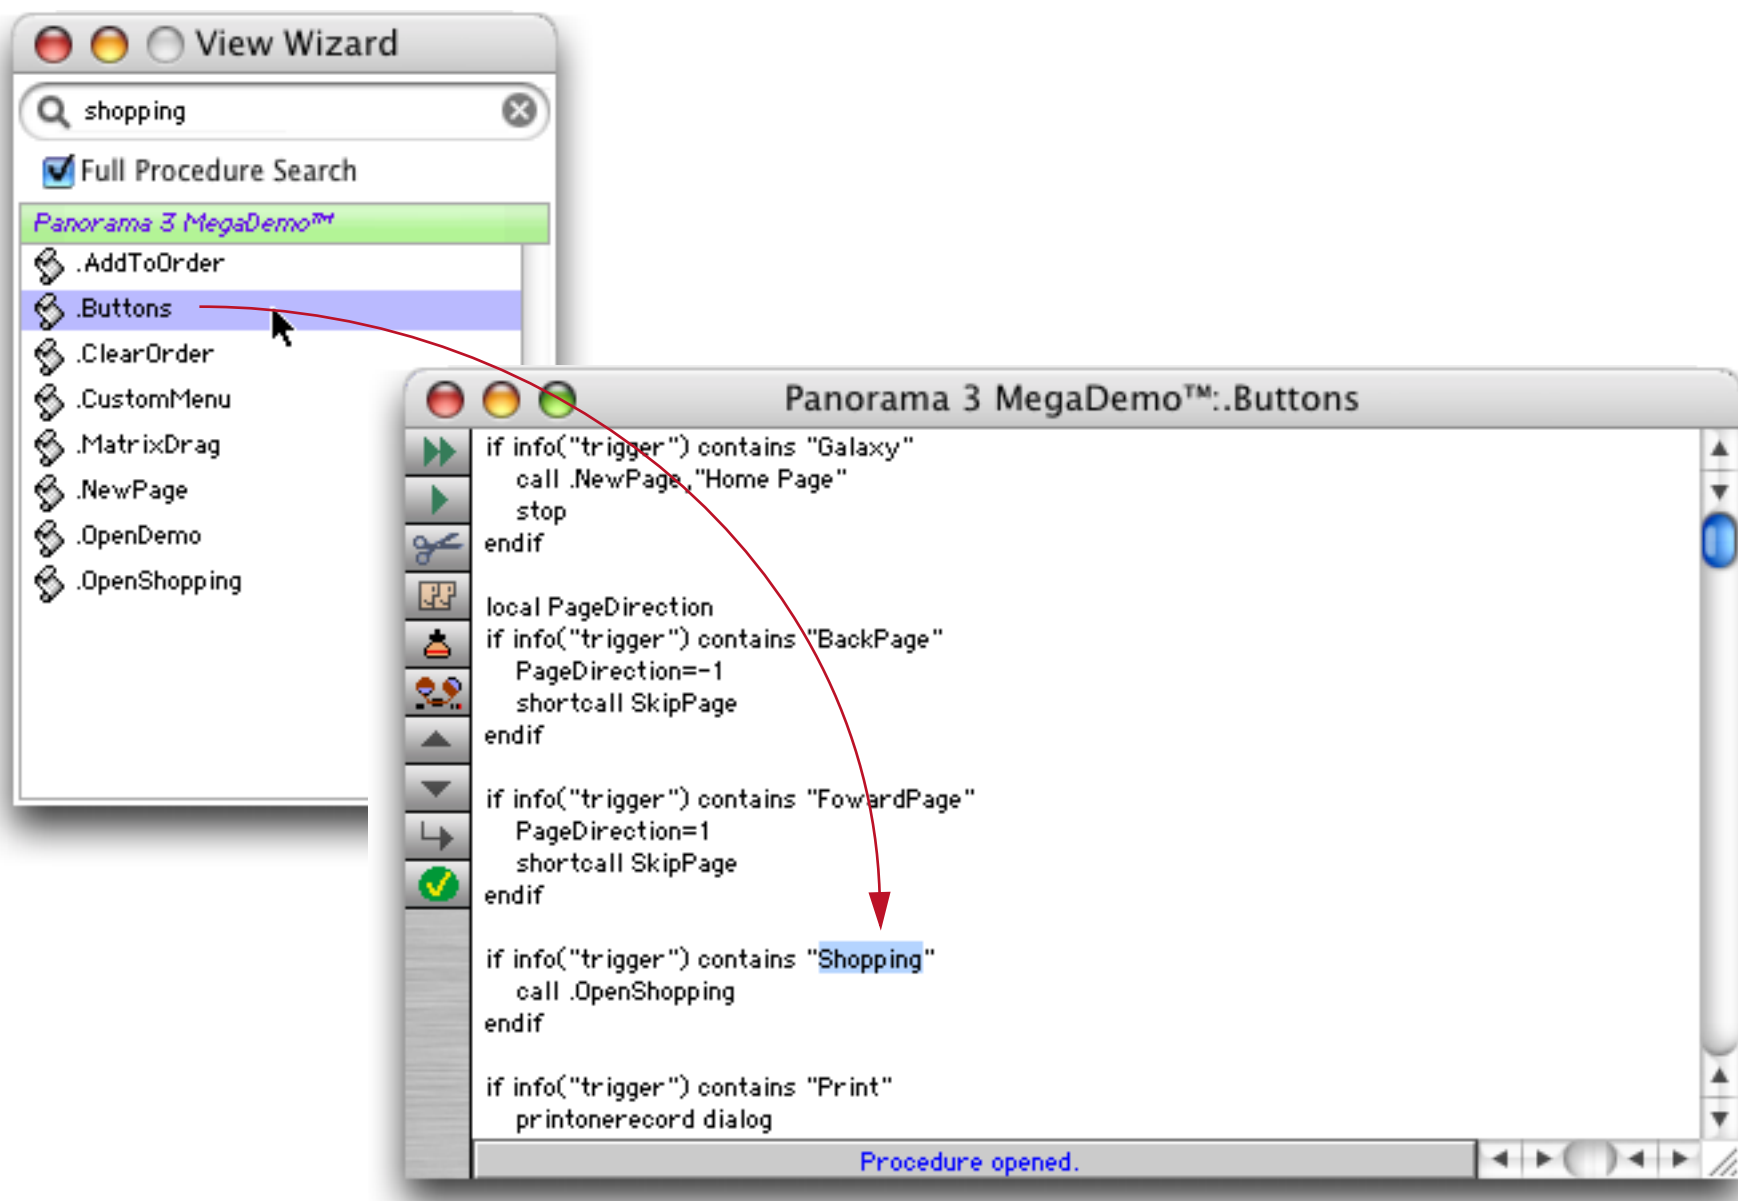 View Wizard
shopping
Full Procedure Search
Panorama 3 MegaDemo™
.AddToOrder
.Buttons
.ClearOrder
.CustomMenu
.MatrixDrag
.NewPage
.OpenDemo
.OpenShopping
Panorama 3 MegaDemo™:.Buttons
if info("trigger") contains "Galaxy"
call .NewPage,"Home Page"
stop
endif
local PageDirection
if info("trigger") contains "BackPage"
PageDirection=-1
shortcall SkipPage
endif
if info("trigger") contains "FowardPage"
PageDirection=1
shortcall SkipPage
endif
if info("trigger") contains "Shopping"
call .OpenShopping
endif
if info("trigger") contains "Print"
printonerecord dialog
Procedure opened.